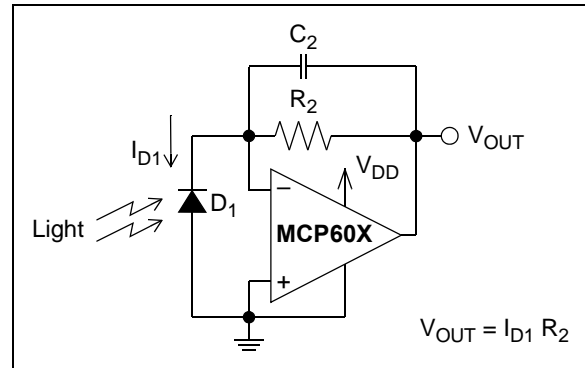 C2
R2
ID1
VOUT
VDD
D1
Light
−
MCP60X
+
VOUT = ID1 R2